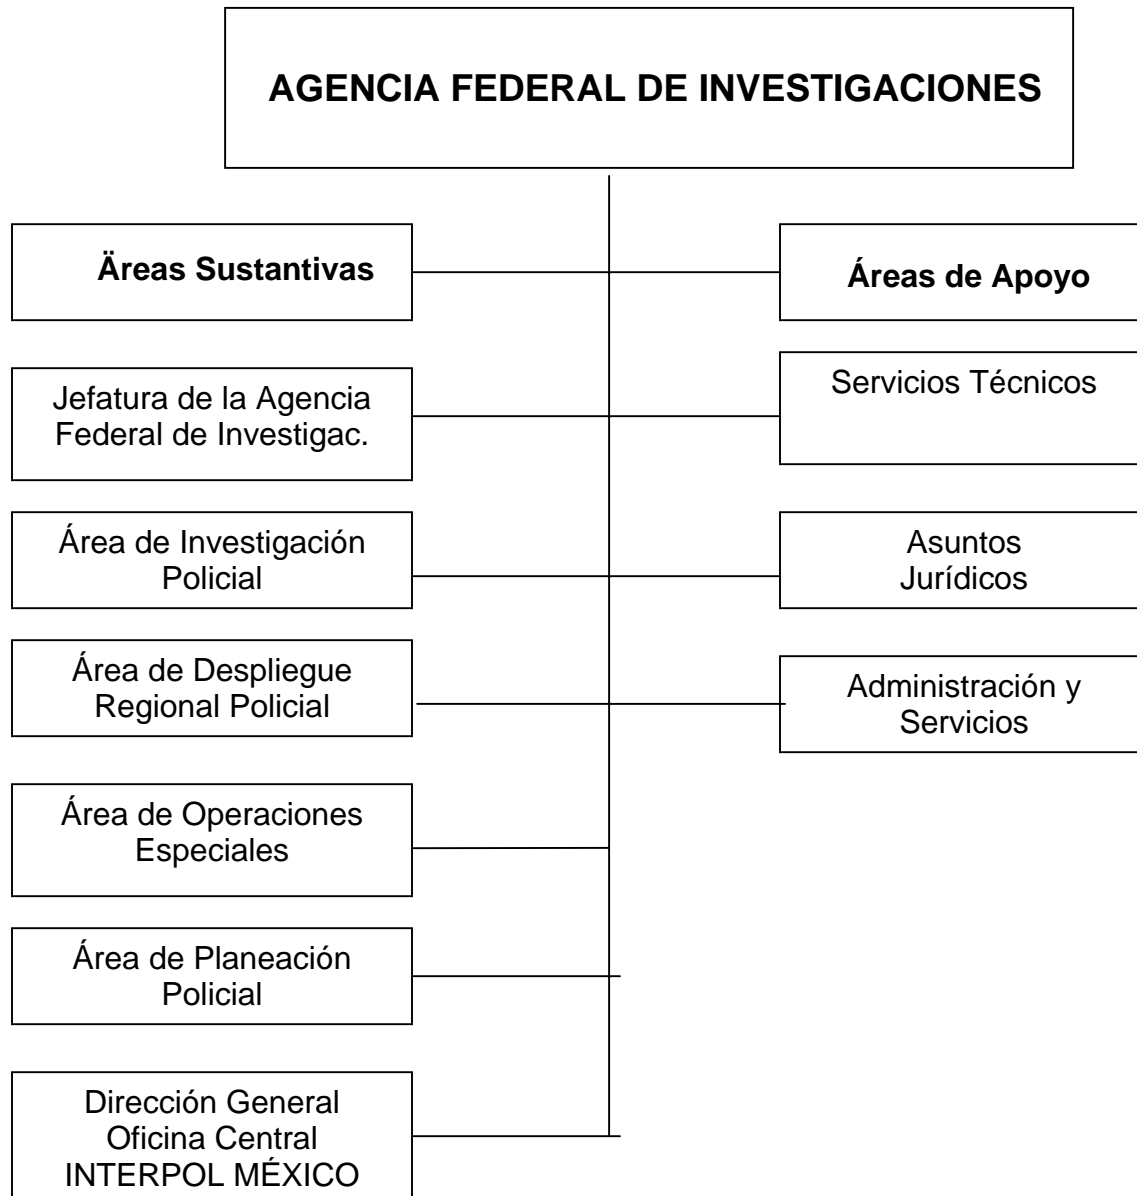 AGENCIA FEDERAL DE INVESTIGACIONES
Äreas Sustantivas
Áreas de Apoyo
Jefatura de la Agencia
Federal de Investigac.
Servicios Técnicos
Área de Investigación
Policial
Asuntos
Jurídicos
Área de Despliegue
Regional Policial
Administración y
Servicios
Área de Operaciones
Especiales
Área de Planeación
Policial
Dirección General
Oficina Central
INTERPOL MÉXICO